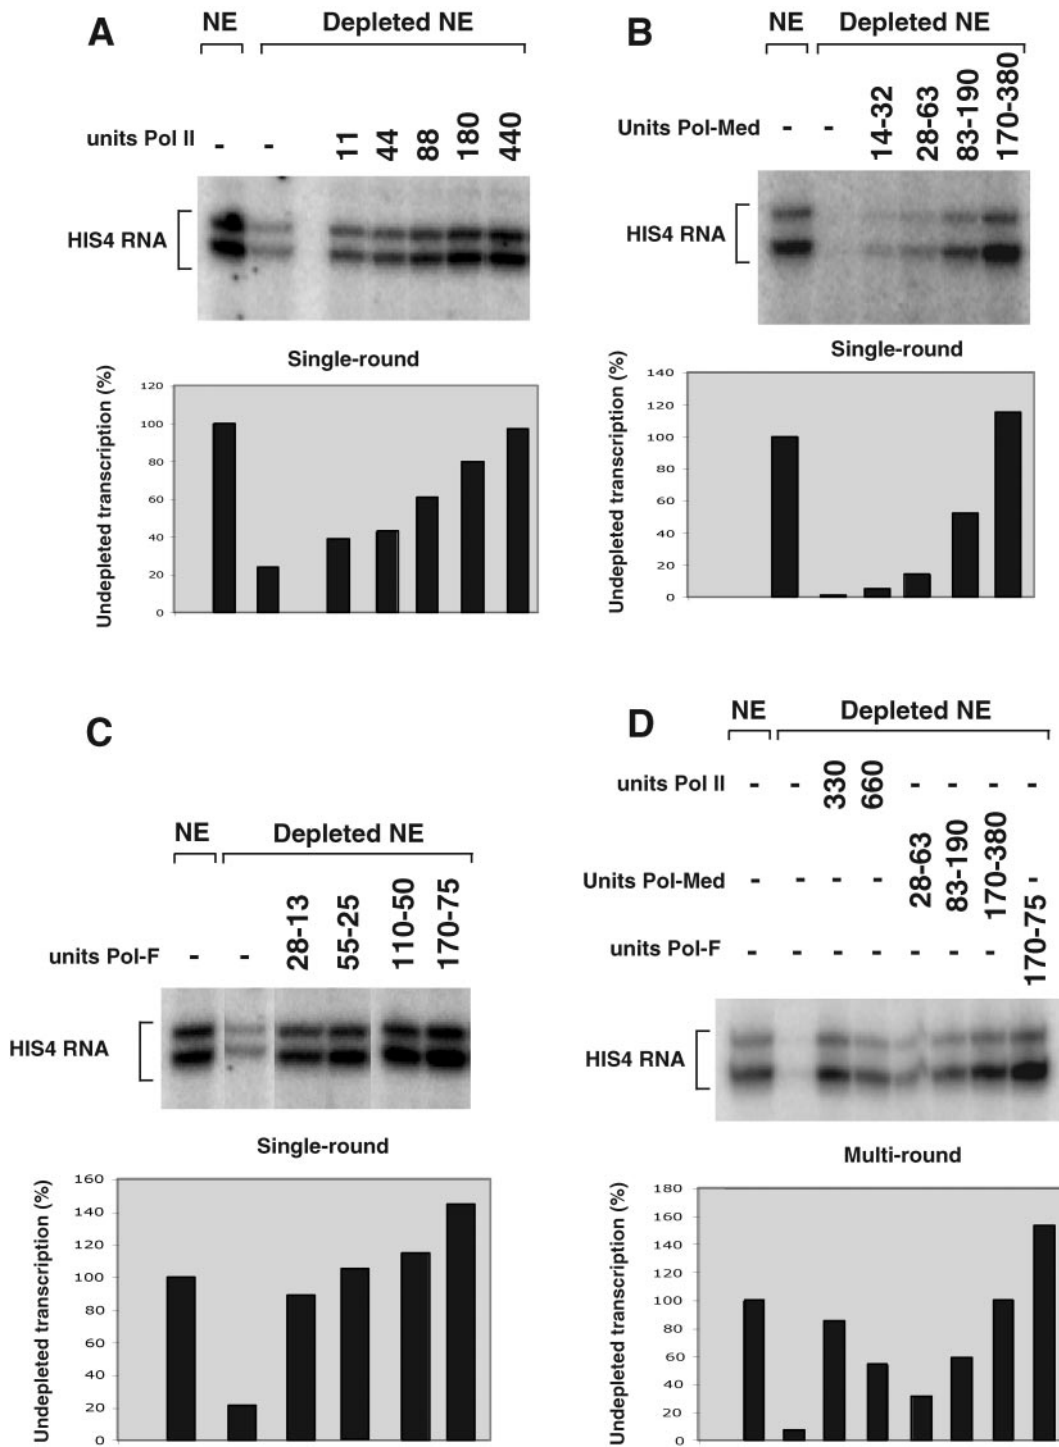 A
NE Depleted NE
units Pol II - - 11 44 88 180 440
HIS4 RNA
Single-round
Undepleted transcription (%)
120
100
80
60
40
20
0
B
NE Depleted NE
Units Pol-Med - - 14-32 28-63 83-190 170-380
HIS4 RNA
Single-round
Undepleted transcription (%)
140
120
100
80
60
40
20
0
C
NE Depleted NE
units Pol-F - - 28-13 55-25 110-50 170-75
HIS4 RNA
Single-round
Undepleted transcription (%)
160
140
120
100
80
60
40
20
0
D
NE Depleted NE
units Pol II - - 330 660 - - - -
Units Pol-Med - - - - 28-63 83-190 170-380 -
units Pol-F - - - - - - - 170-75
HIS4 RNA
Multi-round
Undepleted transcription (%)
180
160
140
120
100
80
60
40
20
0